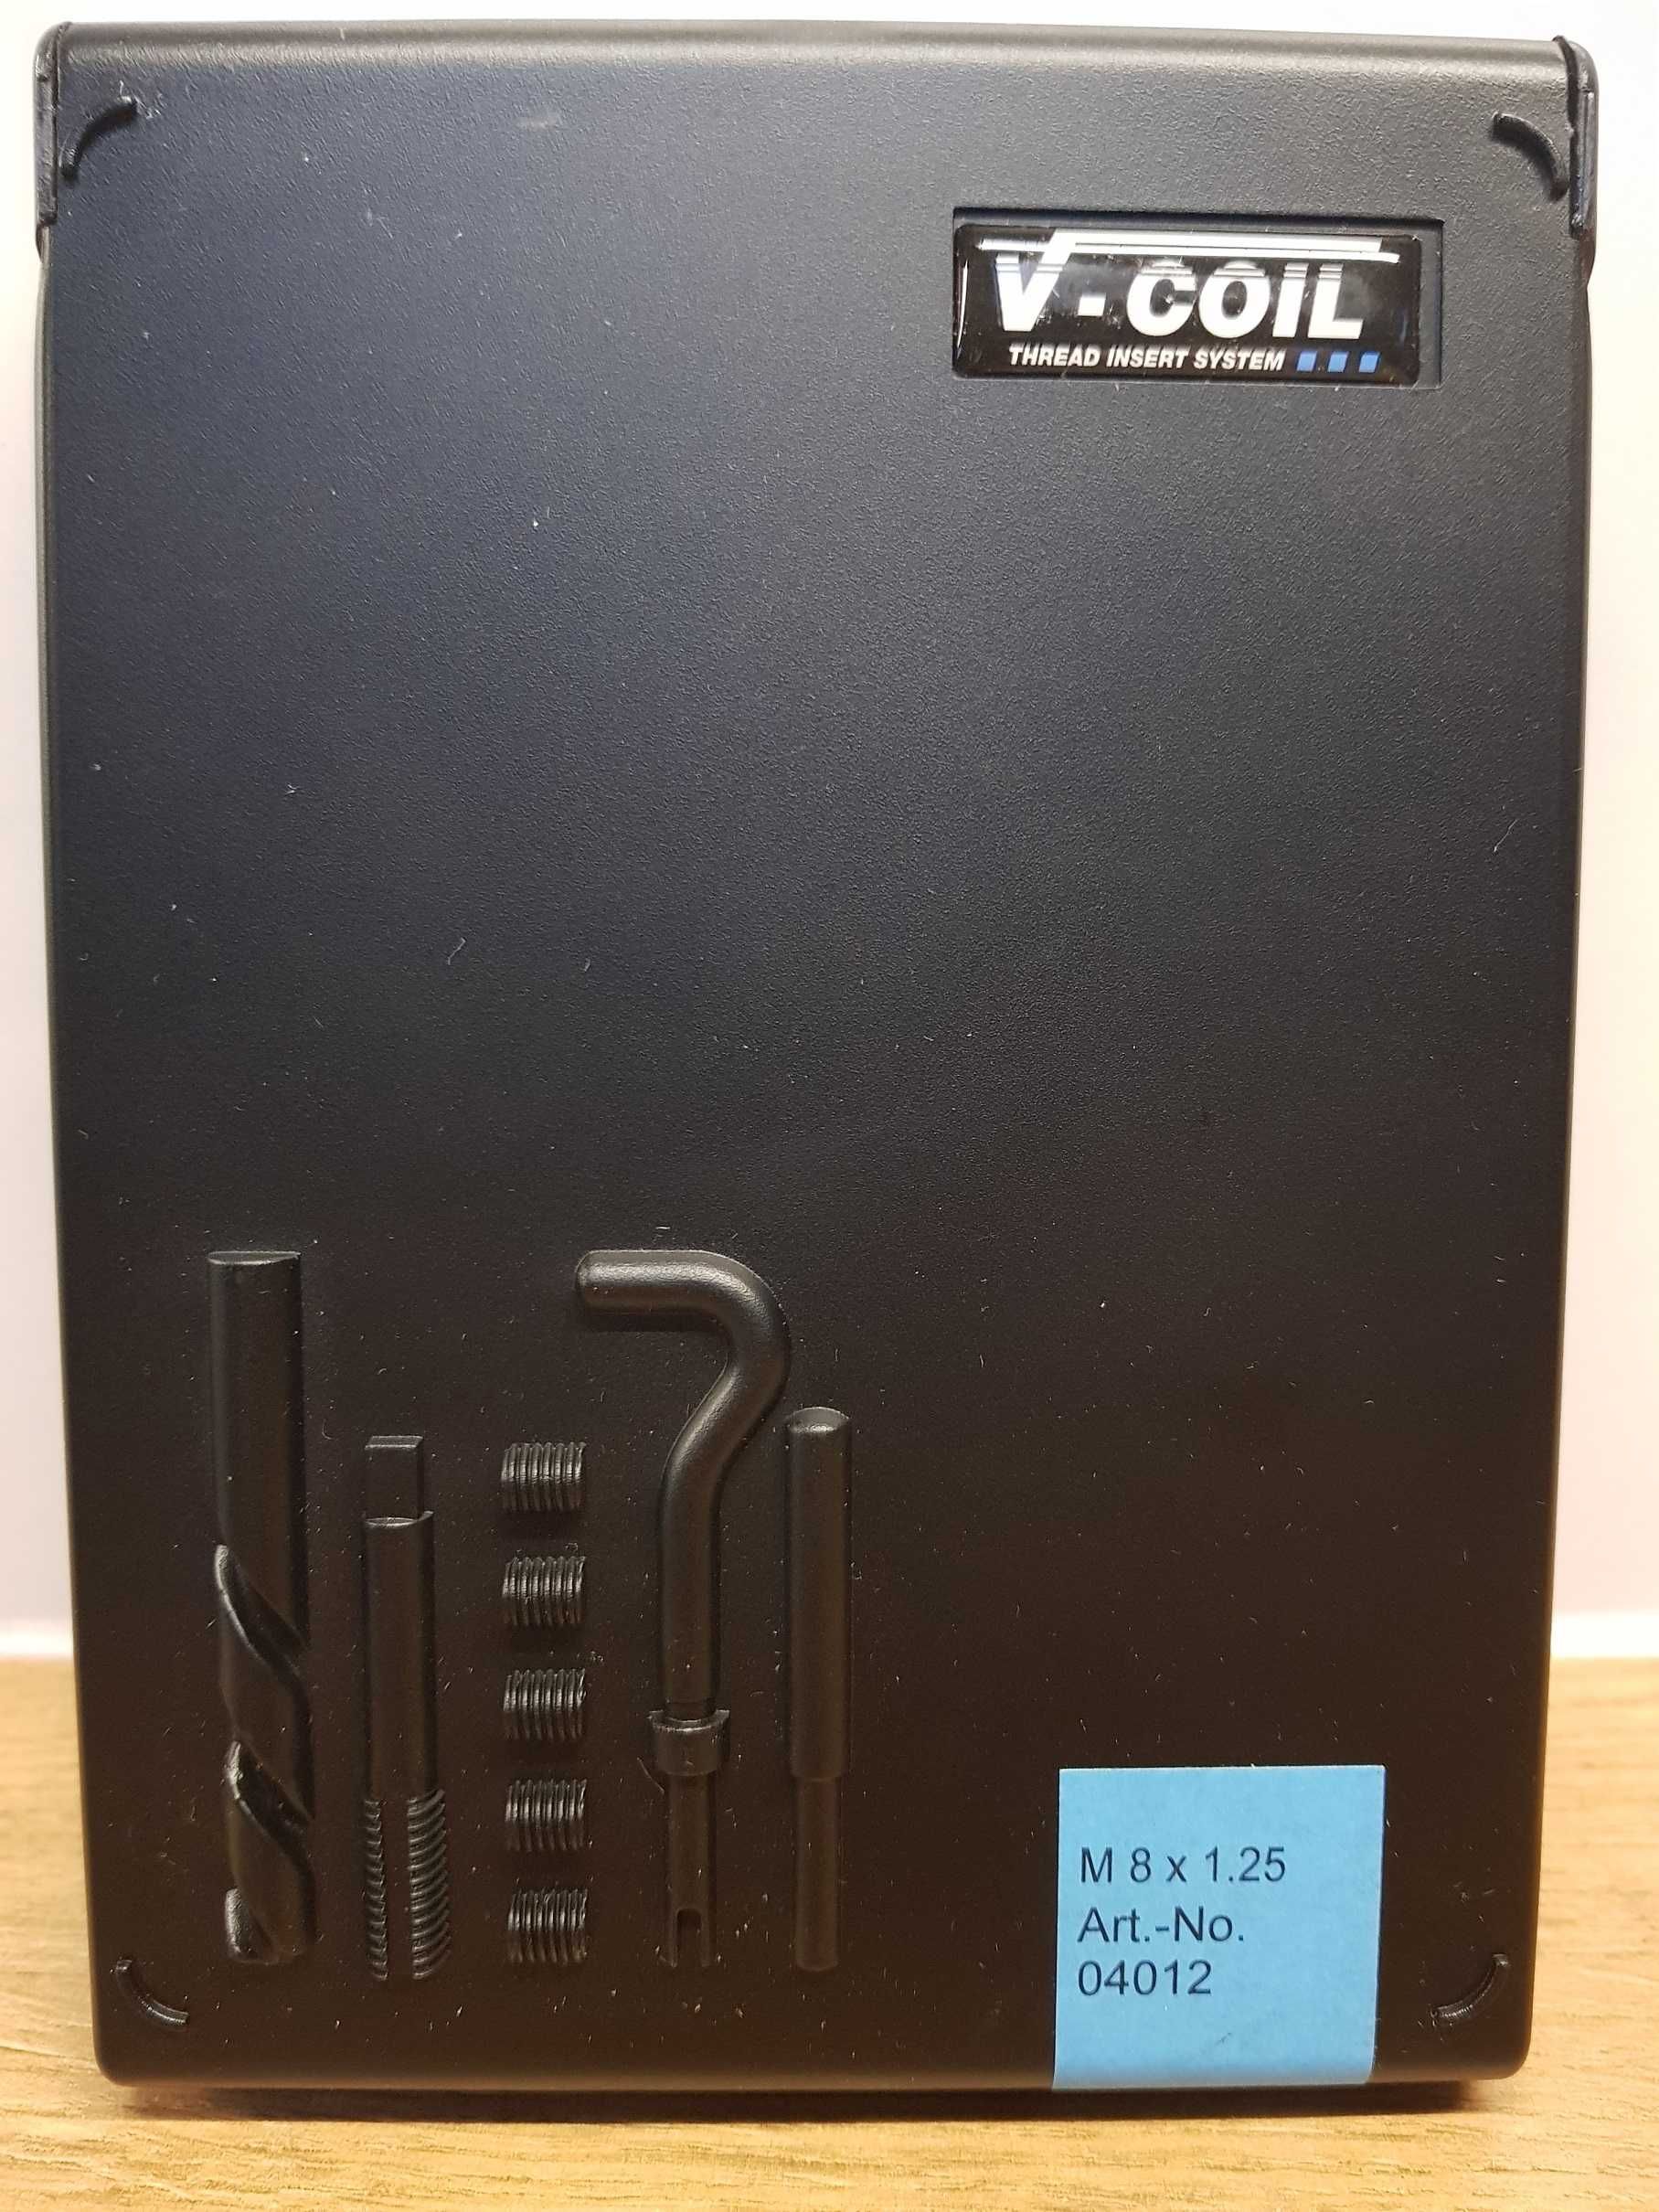 V-COIL
THREAD INSERT SYSTEM
M 8 x 1.25
Art.-No.
04012